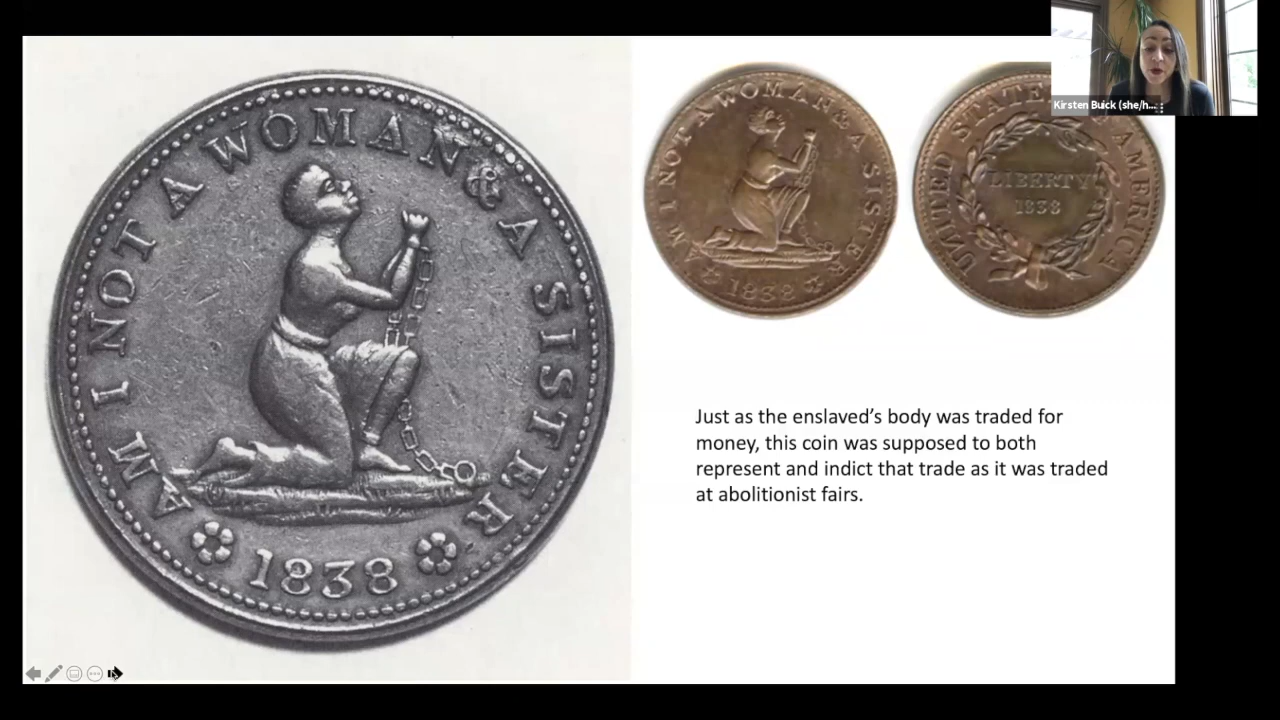 AM I NOT A WOMAN & A SISTER
1838
AM I NOT A WOMAN & A SISTER
1838
UNITED STATES AMERICA
LIBERTY
1838
Kirsten Buick (she/h...
Just as the enslaved’s body was traded for
money, this coin was supposed to both
represent and indict that trade as it was traded
at abolitionist fairs.